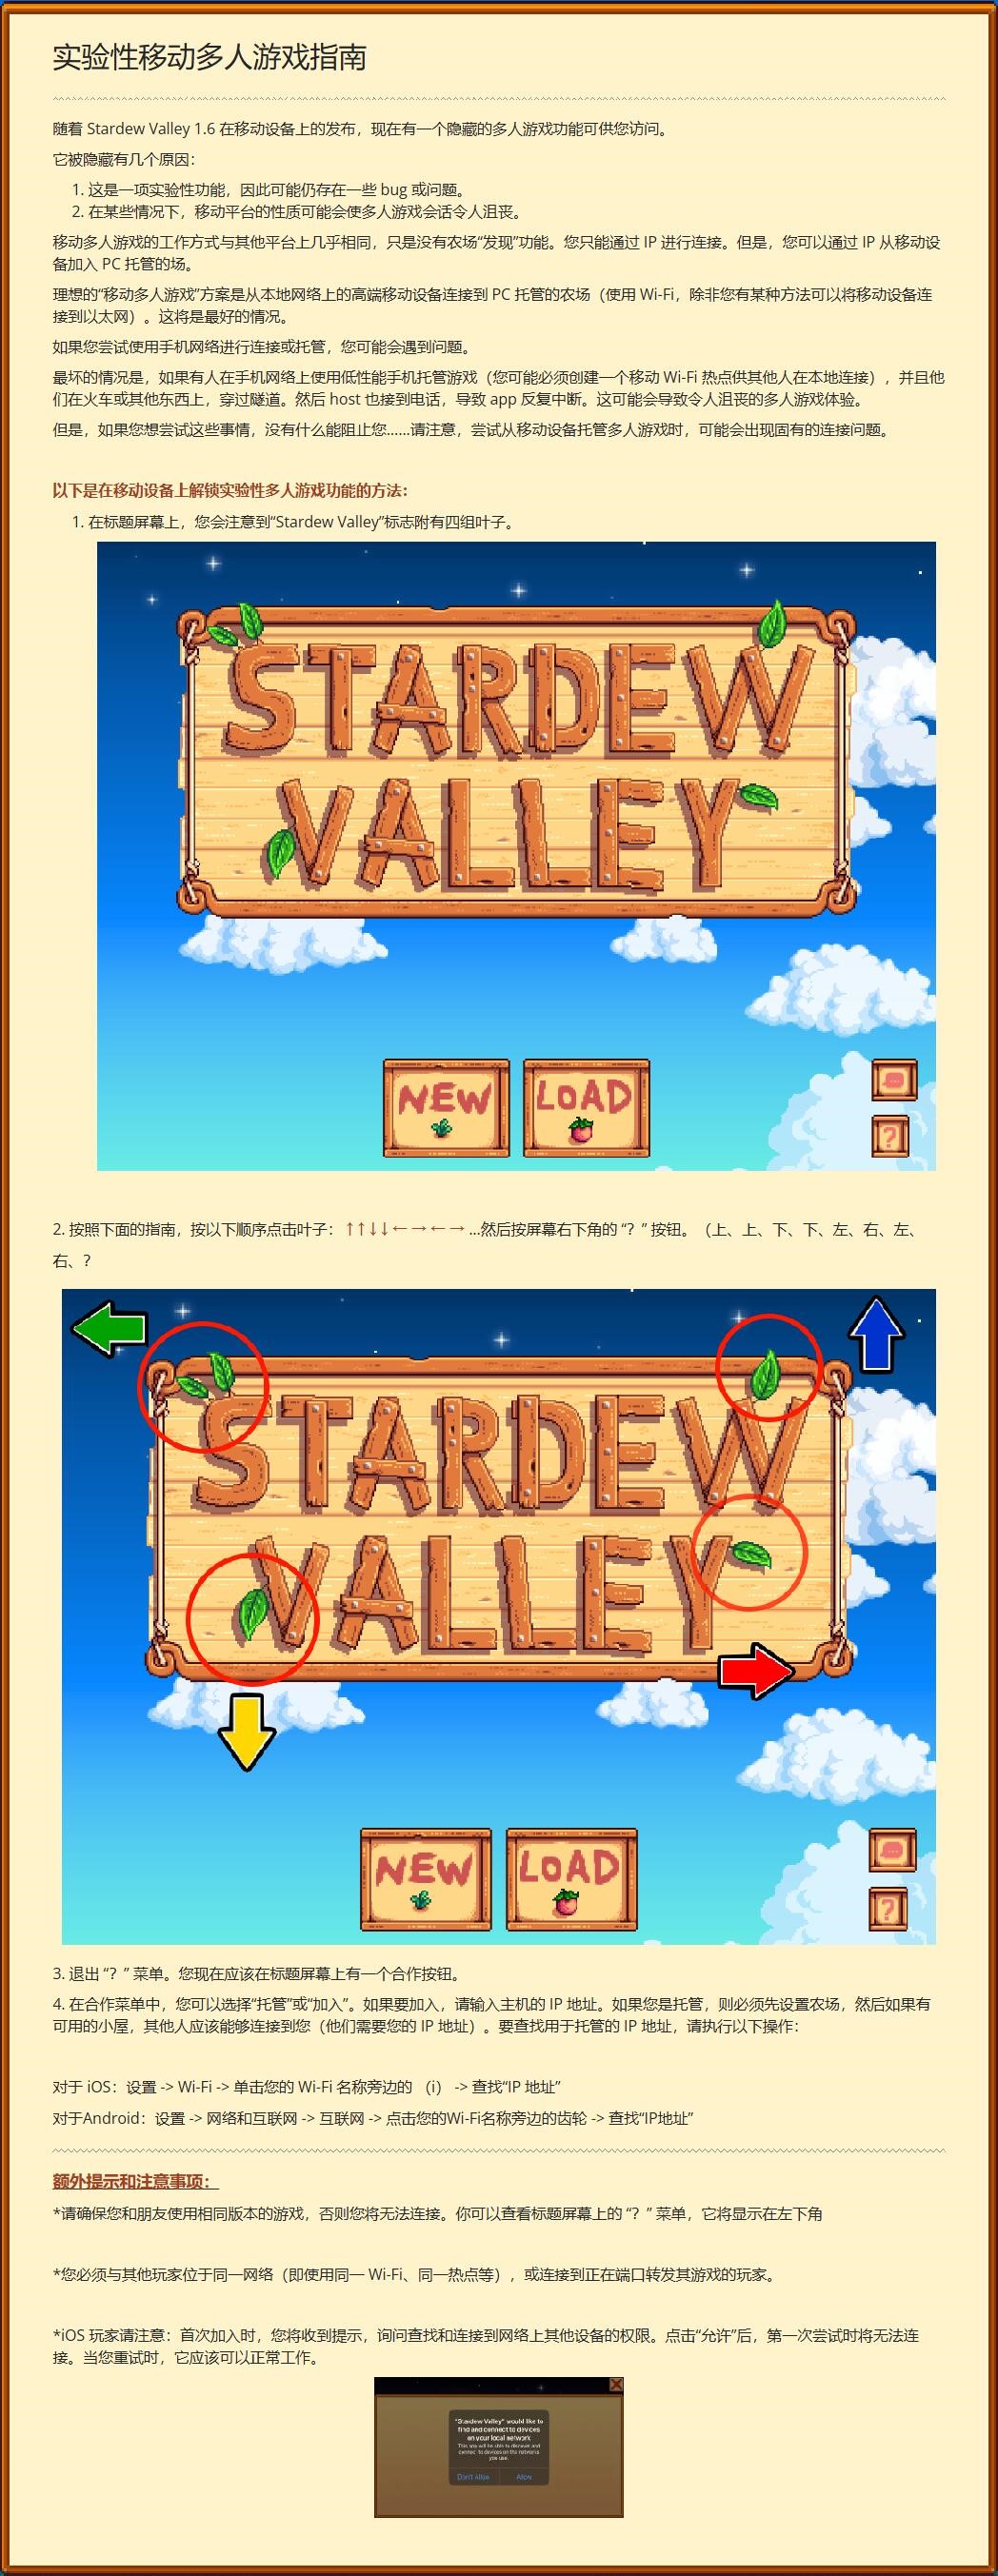 实验性移动多人游戏指南
随着 Stardew Valley 1.6 在移动设备上的发布，现在有一个隐藏的多人游戏功能可供您访问。
它被隐藏有几个原因：
1. 这是一项实验性功能，因此可能仍存在一些 bug 或问题。
2. 在某些情况下，移动平台的性质可能会使多人游戏会话令人沮丧。
移动多人游戏的工作方式与其他平台上几乎相同，只是没有农场“发现”功能。您只能通过 IP 进行连接。但是，您可以通过 IP 从移动设
备加入 PC 托管的场。
理想的“移动多人游戏”方案是从本地网络上的高端移动设备连接到 PC 托管的农场（使用 Wi-Fi，除非您有某种方法可以将移动设备连
接到以太网）。这将是最好的情况。
如果您尝试使用手机网络进行连接或托管，您可能会遇到问题。
最坏的情况是，如果有人在手机网络上使用低性能手机托管游戏（您可能必须创建一个移动 Wi-Fi 热点供其他人在本地连接），并且他
们在火车或其他东西上，穿过隧道。然后 host 也接到电话，导致 app 反复中断。这可能会导致令人沮丧的多人游戏体验。
但是，如果您想尝试这些事情，没有什么能阻止您......请注意，尝试从移动设备托管多人游戏时，可能会出现固有的连接问题。
以下是在移动设备上解锁实验性多人游戏功能的方法：
1. 在标题屏幕上，您会注意到“Stardew Valley”标志附有四组叶子。
STARDEW
VALLEY
NEW LOAD
?
2. 按照下面的指南，按以下顺序点击叶子：↑↑↓↓←→←→ ...然后按屏幕右下角的 “？” 按钮。（上、上、下、下、左、右、左、
右、?
STARDEW
VALLEY
NEW LOAD
?
3. 退出 “？” 菜单。您现在应该在标题屏幕上有一个合作按钮。
4. 在合作菜单中，您可以选择“托管”或“加入”。如果要加入，请输入主机的 IP 地址。如果您是托管，则必须先设置农场，然后如果有
可用的小屋，其他人应该能够连接到您（他们需要您的 IP 地址）。要查找用于托管的 IP 地址，请执行以下操作：
对于 iOS：设置 -> Wi-Fi -> 单击您的 Wi-Fi 名称旁边的 （i） -> 查找“IP 地址”
对于Android：设置 -> 网络和互联网 -> 互联网 -> 点击您的Wi-Fi名称旁边的齿轮 -> 查找“IP地址”
额外提示和注意事项：
*请确保您和朋友使用相同版本的游戏，否则您将无法连接。你可以查看标题屏幕上的 “？” 菜单，它将显示在左下角
*您必须与其他玩家位于同一网络（即使用同一 Wi-Fi、同一热点等），或连接到正在端口转发其游戏的玩家。
*iOS 玩家请注意：首次加入时，您将收到提示，询问查找和连接到网络上其他设备的权限。点击“允许”后，第一次尝试时将无法连
接。当您重试时，它应该可以正常工作。
"Stardew Valley" would like to
find and connect to devices
on your local network
This app will be able to discover and
connect to devices on the networks
you use.
Don't Allow Allow